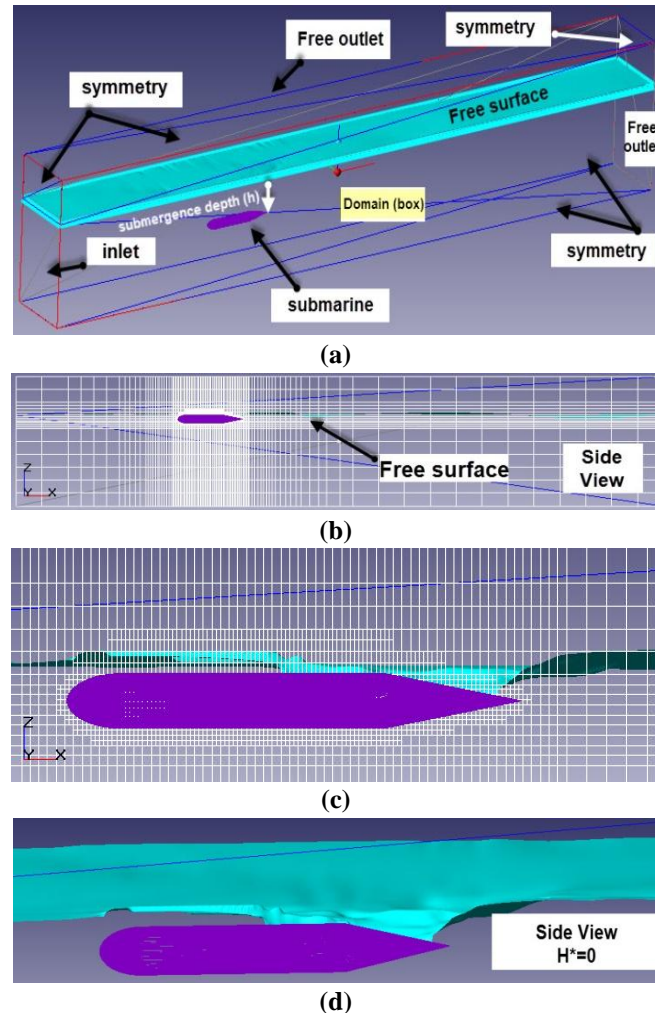 symmetry
Free outlet
symmetry
Free surface
Free
outlet
submergence depth (h)
Domain (box)
inlet
symmetry
submarine
(a)
Free surface
Side
View
Z
Y X
(b)
Z
Y X
(c)
Side View
H*=0
(d)